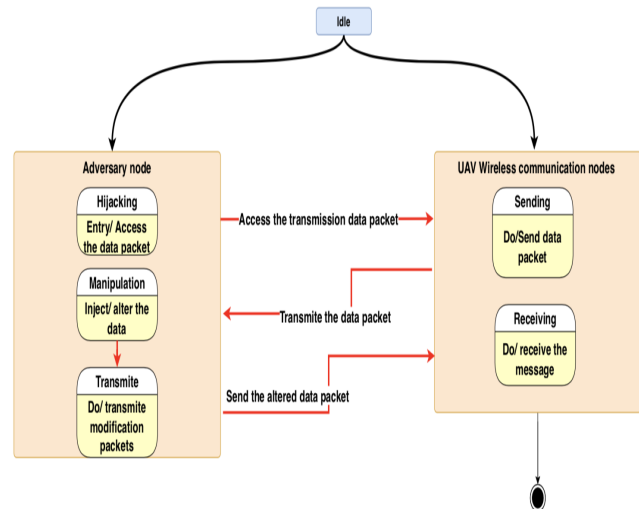 Idle
Adversary node
Hijacking
Entry/ Access
the data packet
Manipulation
Inject/ alter the
data
Transmite
Do/ transmite
modification
packets
Access the transmission data packet
Transmite the data packet
Send the altered data packet
UAV Wireless communication nodes
Sending
Do/Send data
packet
Receiving
Do/ receive the
message